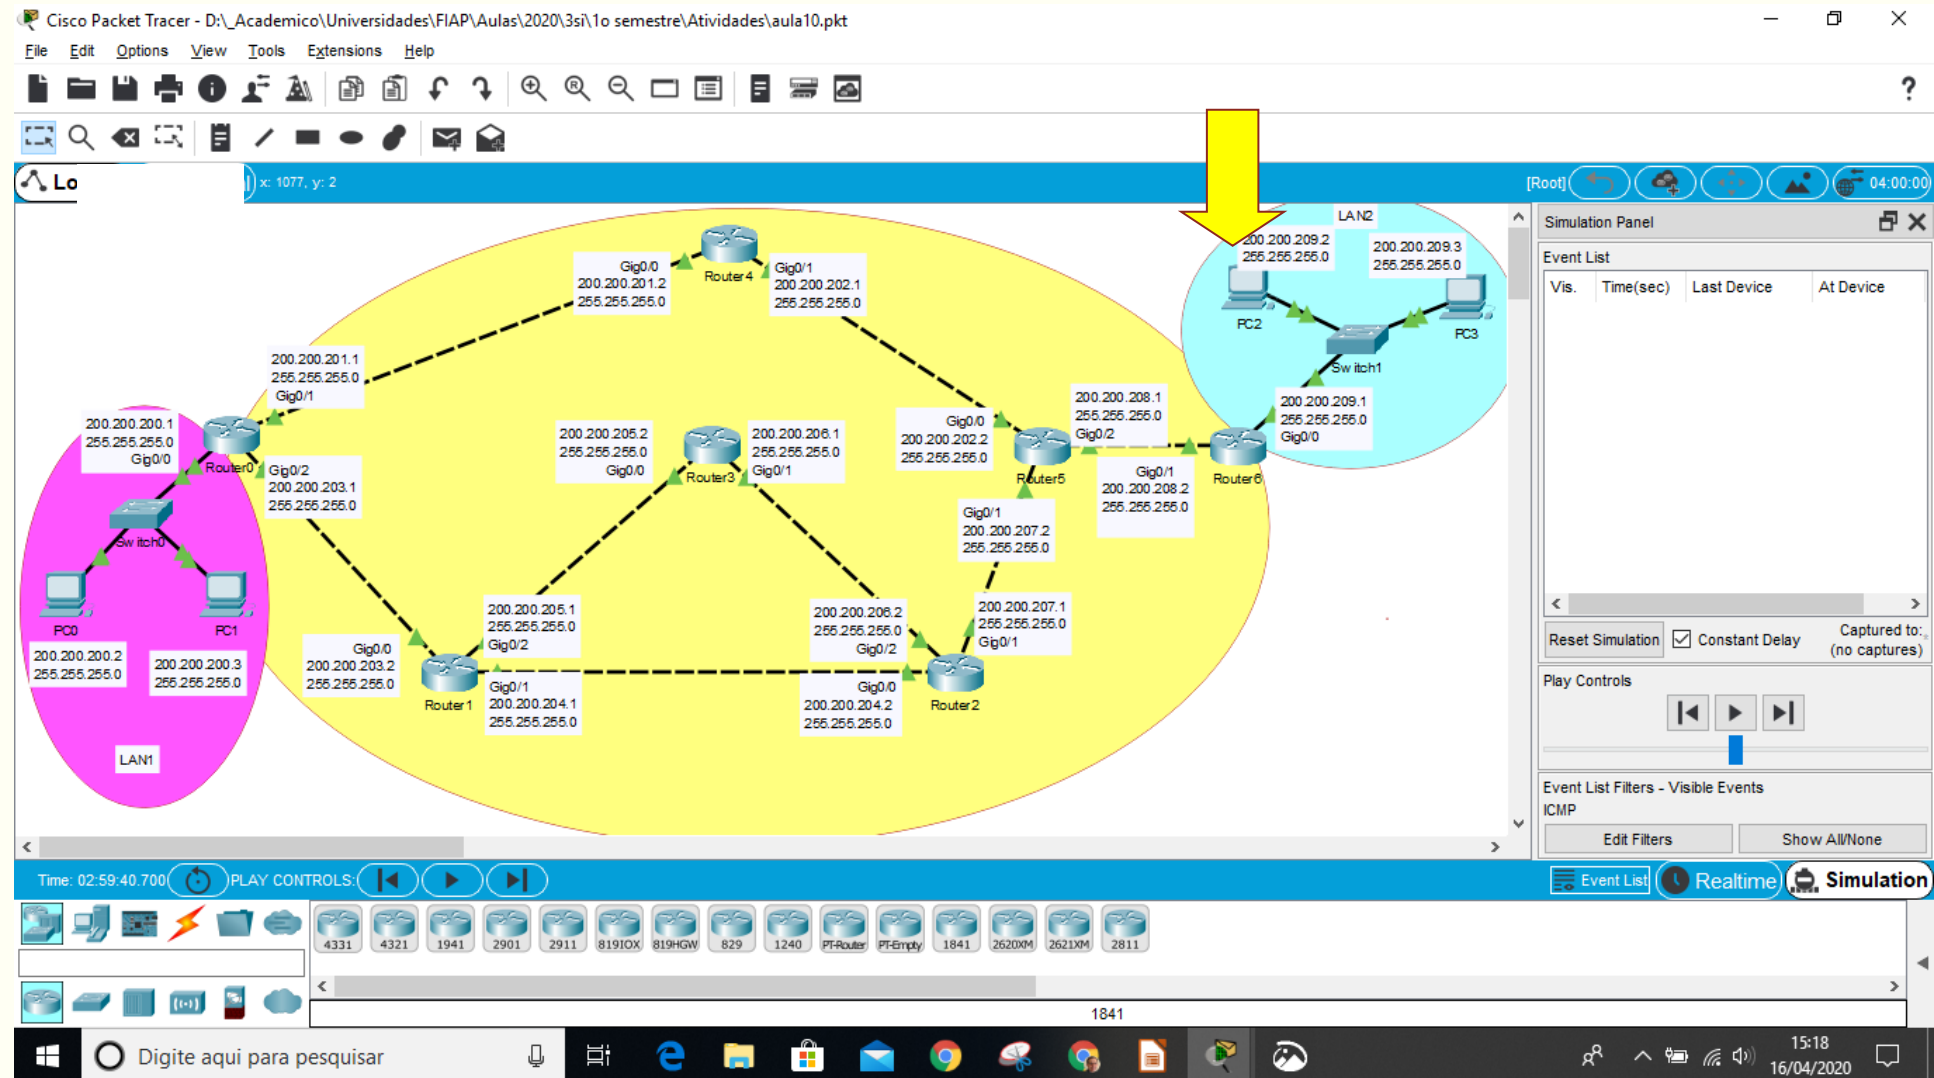 Cisco Packet Tracer - D:\_Academico\Universidades\FIAP\Aulas\2020\3si\1o semestre\Atividades\aula10.pkt
File Edit Options View Tools Extensions Help
?
Lo
x: 1077, y: 2
[Root]
04:00:00
Simulation Panel
Event List
Vis. Time(sec) Last Device At Device
LAN2
200.200.209.2
255.255.255.0
200.200.209.3
255.255.255.0
PC2
PC3
Switch1
200.200.209.1
255.255.255.0
Gig0/0
Gig0/0
200.200.201.2
255.255.255.0
Router4
Gig0/1
200.200.202.1
255.255.255.0
200.200.201.1
255.255.255.0
Gig0/1
200.200.200.1
255.255.255.0
Gig0/0
Router0
Gig0/2
200.200.203.1
255.255.255.0
200.200.205.2
255.255.255.0
Gig0/0
Router3
200.200.206.1
255.255.255.0
Gig0/1
Gig0/0
200.200.202.2
255.255.255.0
Router5
200.200.208.1
255.255.255.0
Gig0/2
Gig0/1
200.200.208.2
255.255.255.0
Router6
Gig0/1
200.200.207.2
255.255.255.0
Switch0
PC0
PC1
200.200.200.2
255.255.255.0
200.200.200.3
255.255.255.0
LAN1
Gig0/0
200.200.203.2
255.255.255.0
200.200.205.1
255.255.255.0
Gig0/2
Router1
Gig0/1
200.200.204.1
255.255.255.0
200.200.206.2
255.255.255.0
Gig0/2
200.200.207.1
255.255.255.0
Gig0/1
Gig0/0
200.200.204.2
255.255.255.0
Router2
Reset Simulation Constant Delay
Captured to:
(no captures)
Play Controls
Event List Filters - Visible Events
ICMP
Edit Filters Show All/None
Time: 02:59:40.700 PLAY CONTROLS:
Event List Realtime Simulation
4331 4321 1941 2901 2911 819IOX 819HGW 829 1240 PT-Router PT-Empty 1841 2620XM 2621XM 2811
1841
Digite aqui para pesquisar
15:18
16/04/2020